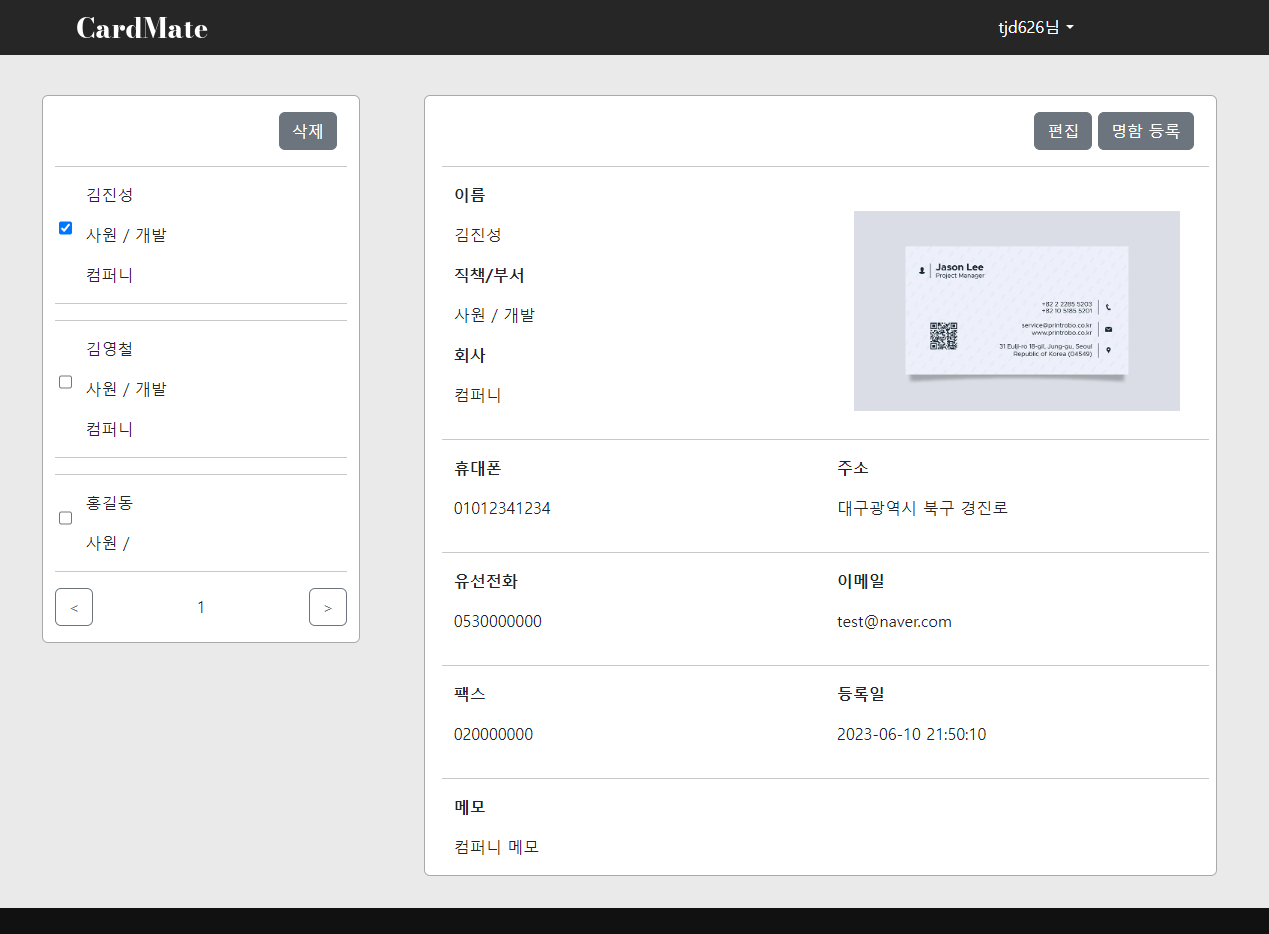 CardMate
tjd626님
삭제
김진성
사원 / 개발
컴퍼니
김영철
사원 / 개발
컴퍼니
홍길동
사원 /
< 1 >
편집 명함 등록
이름
김진성
직책/부서
사원 / 개발
회사
컴퍼니
Jason Lee
Project Manager
+82 2 2285 5203
+82 10 5185 5201
service@printrobo.co.kr
www.printrobo.co.kr
31 Eulji-ro 18-gil, Jung-gu, Seoul
Republic of Korea (04549)
휴대폰 주소
01012341234 대구광역시 북구 경진로
유선전화 이메일
0530000000 test@naver.com
팩스 등록일
020000000 2023-06-10 21:50:10
메모
컴퍼니 메모